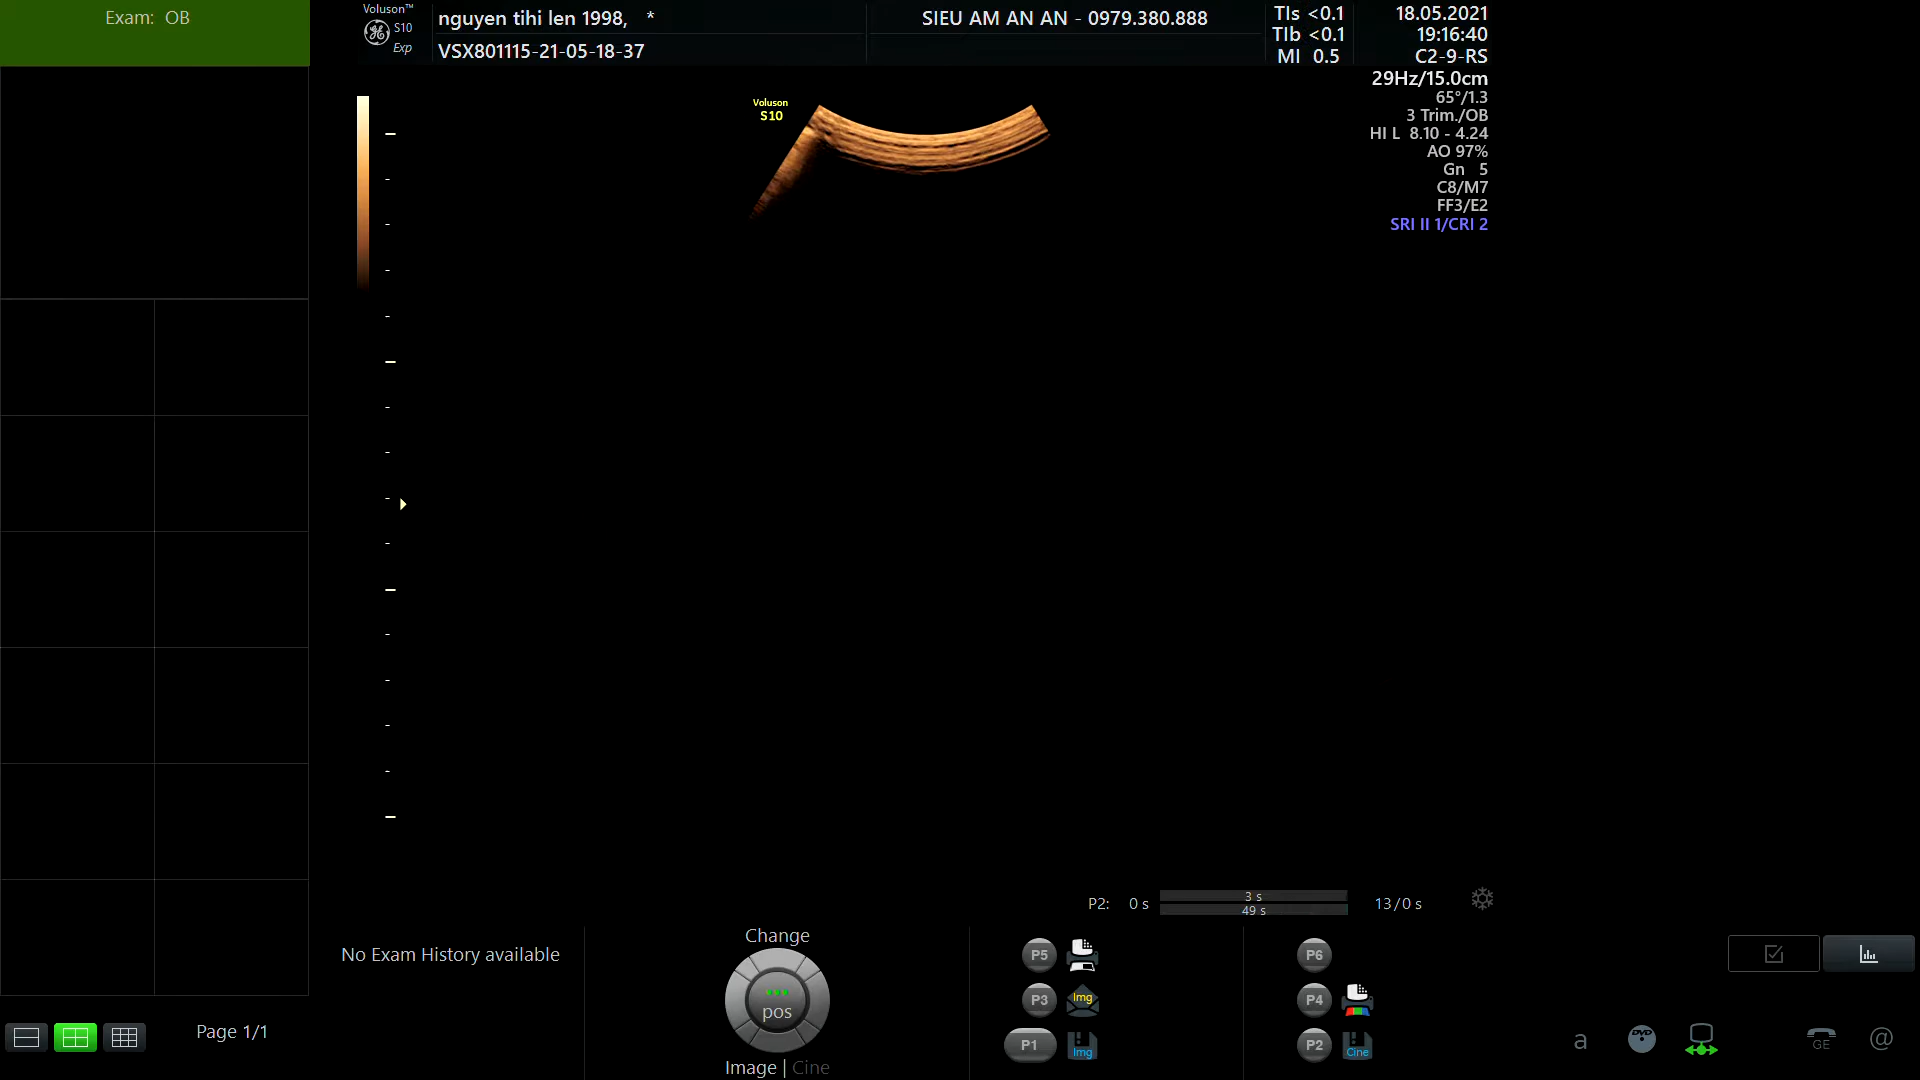 Exam: OB
Voluson™
S10
Exp
nguyen tihi len 1998, *
VSX801115-21-05-18-37
SIEU AM AN AN - 0979.380.888
TIs <0.1
TIb <0.1
MI 0.5
18.05.2021
19:16:40
C2-9-RS
29Hz/15.0cm
65°/1.3
3 Trim./OB
HI L 8.10 - 4.24
AO 97%
Gn 5
C8/M7
FF3/E2
SRI II 1/CRI 2
Voluson
S10
P2: 0 s
3 s
49 s
13/0 s
No Exam History available
Change
pos
Image | Cine
P5
P3 Img
P1 Img
P6
P4
P2 Cine
Page 1/1
a
DVD
GE
@